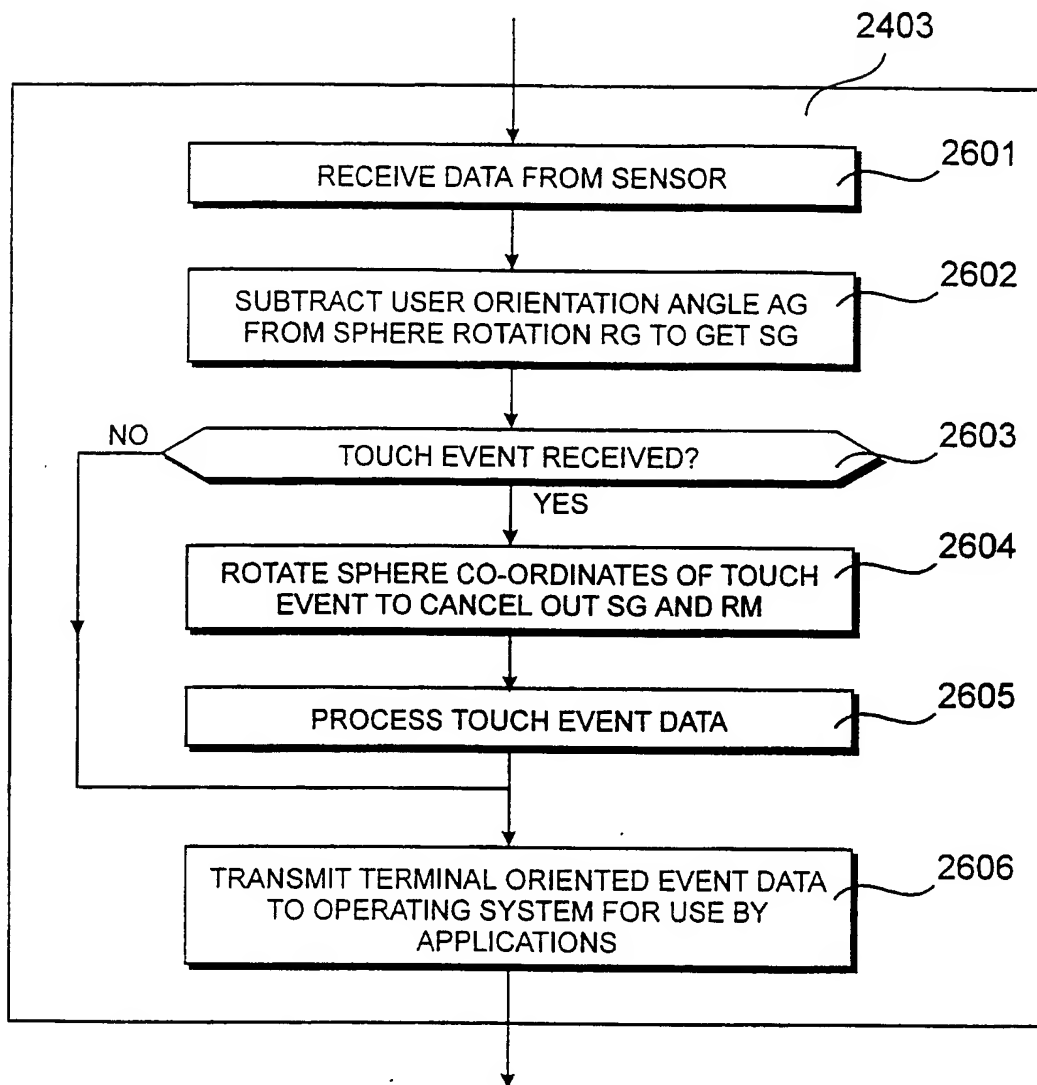 2403
RECEIVE DATA FROM SENSOR
2601
SUBTRACT USER ORIENTATION ANGLE AG
FROM SPHERE ROTATION RG TO GET SG
2602
NO
TOUCH EVENT RECEIVED?
2603
YES
ROTATE SPHERE CO-ORDINATES OF TOUCH
EVENT TO CANCEL OUT SG AND RM
2604
PROCESS TOUCH EVENT DATA
2605
TRANSMIT TERMINAL ORIENTED EVENT DATA
TO OPERATING SYSTEM FOR USE BY
APPLICATIONS
2606